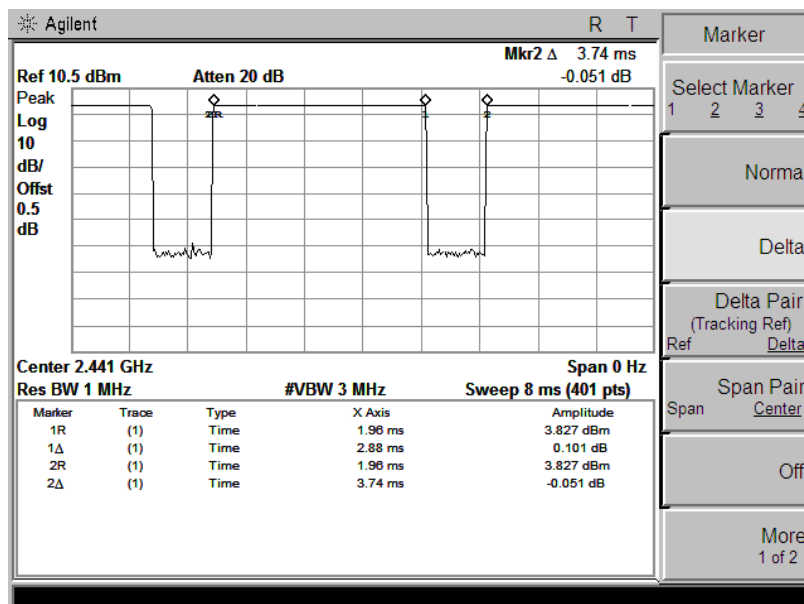 Agilent R T
Mkr2 Δ 3.74 ms
Ref 10.5 dBm Atten 20 dB -0.051 dB
Peak
Log
10
dB/
Offst
0.5
dB
1 2
Center 2.441 GHz Span 0 Hz
Res BW 1 MHz #VBW 3 MHz Sweep 8 ms (401 pts)
Marker Trace Type X Axis Amplitude
1R (1) Time 1.96 ms 3.827 dBm
1Δ (1) Time 2.88 ms 0.101 dB
2R (1) Time 1.96 ms 3.827 dBm
2Δ (1) Time 3.74 ms -0.051 dB
Marker
Select Marker
1 2 3 4
Norma
Delta
Delta Pair
(Tracking Ref)
Ref Delta
Span Pair
Span Center
Off
More
1 of 2